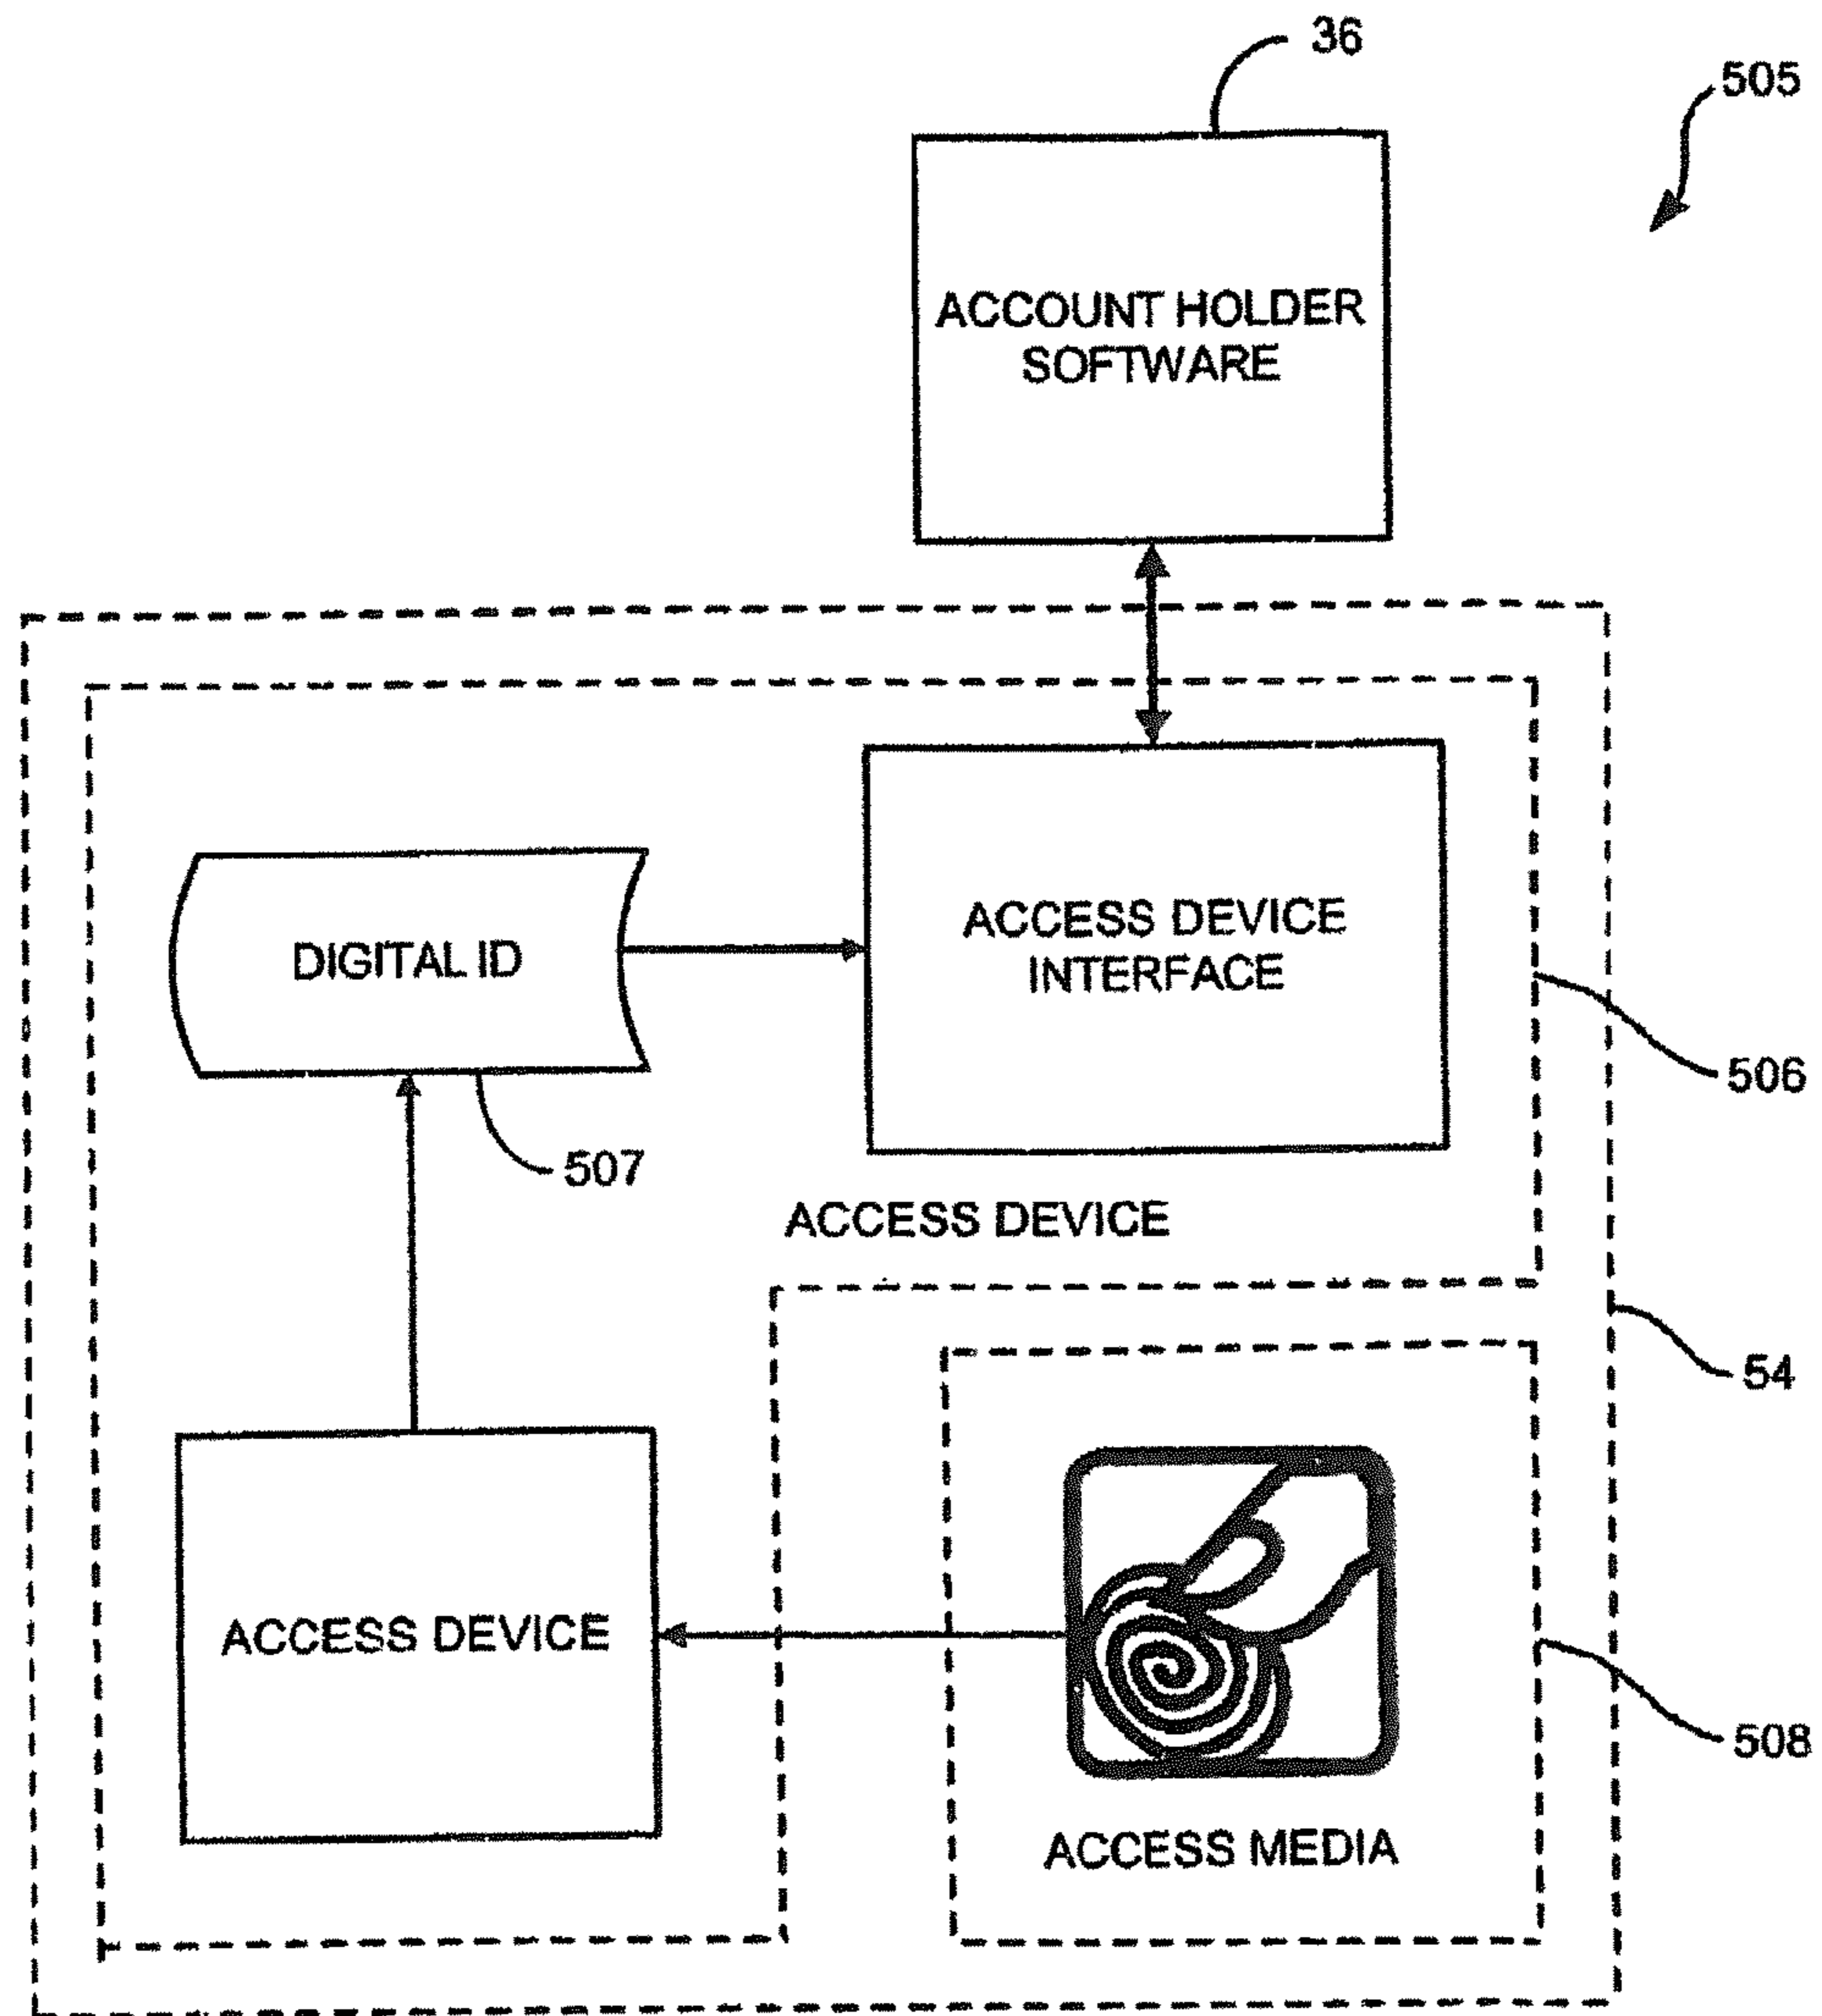 36
505
ACCOUNT HOLDER
SOFTWARE
DIGITAL ID
ACCESS DEVICE
INTERFACE
506
507
ACCESS DEVICE
54
ACCESS DEVICE
508
ACCESS MEDIA